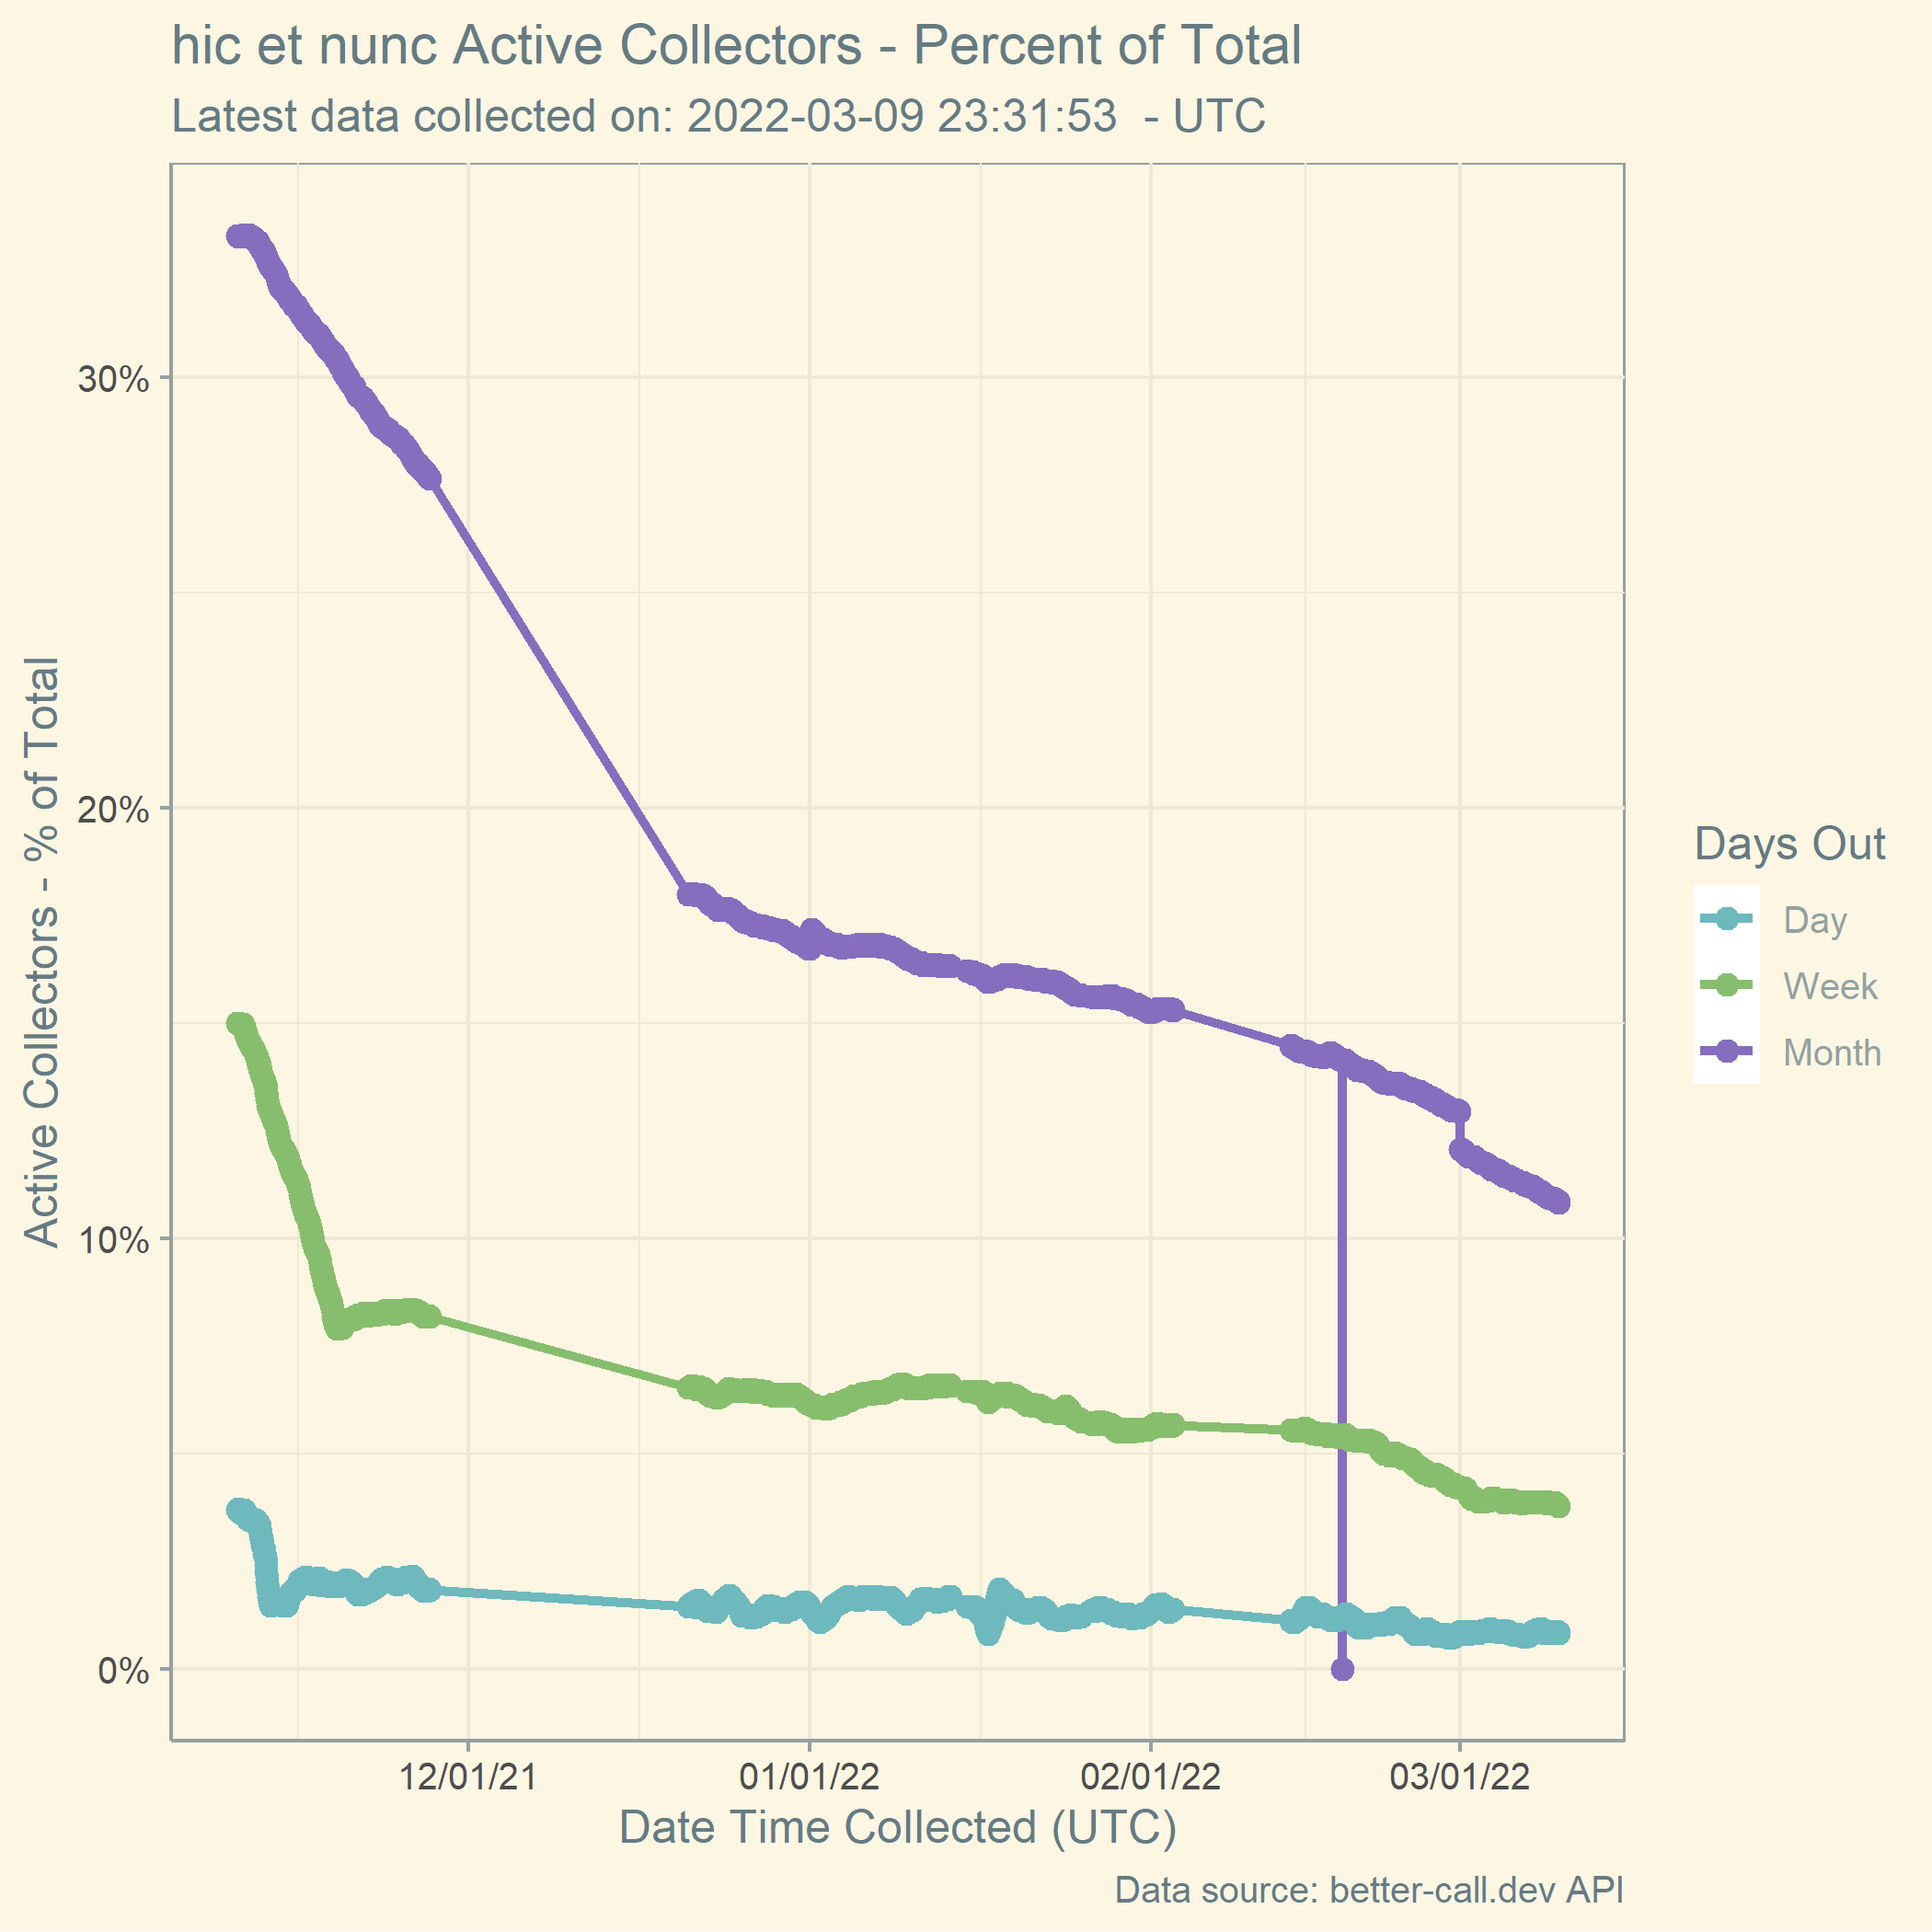 hic et nunc Active Collectors - Percent of Total
Latest data collected on: 2022-03-09 23:31:53  - UTC
Active Collectors - % of Total
30%
20%
10%
0%
12/01/21
01/01/22
02/01/22
03/01/22
Date Time Collected (UTC)
Days Out
Day
Week
Month
Data source: better-call.dev API